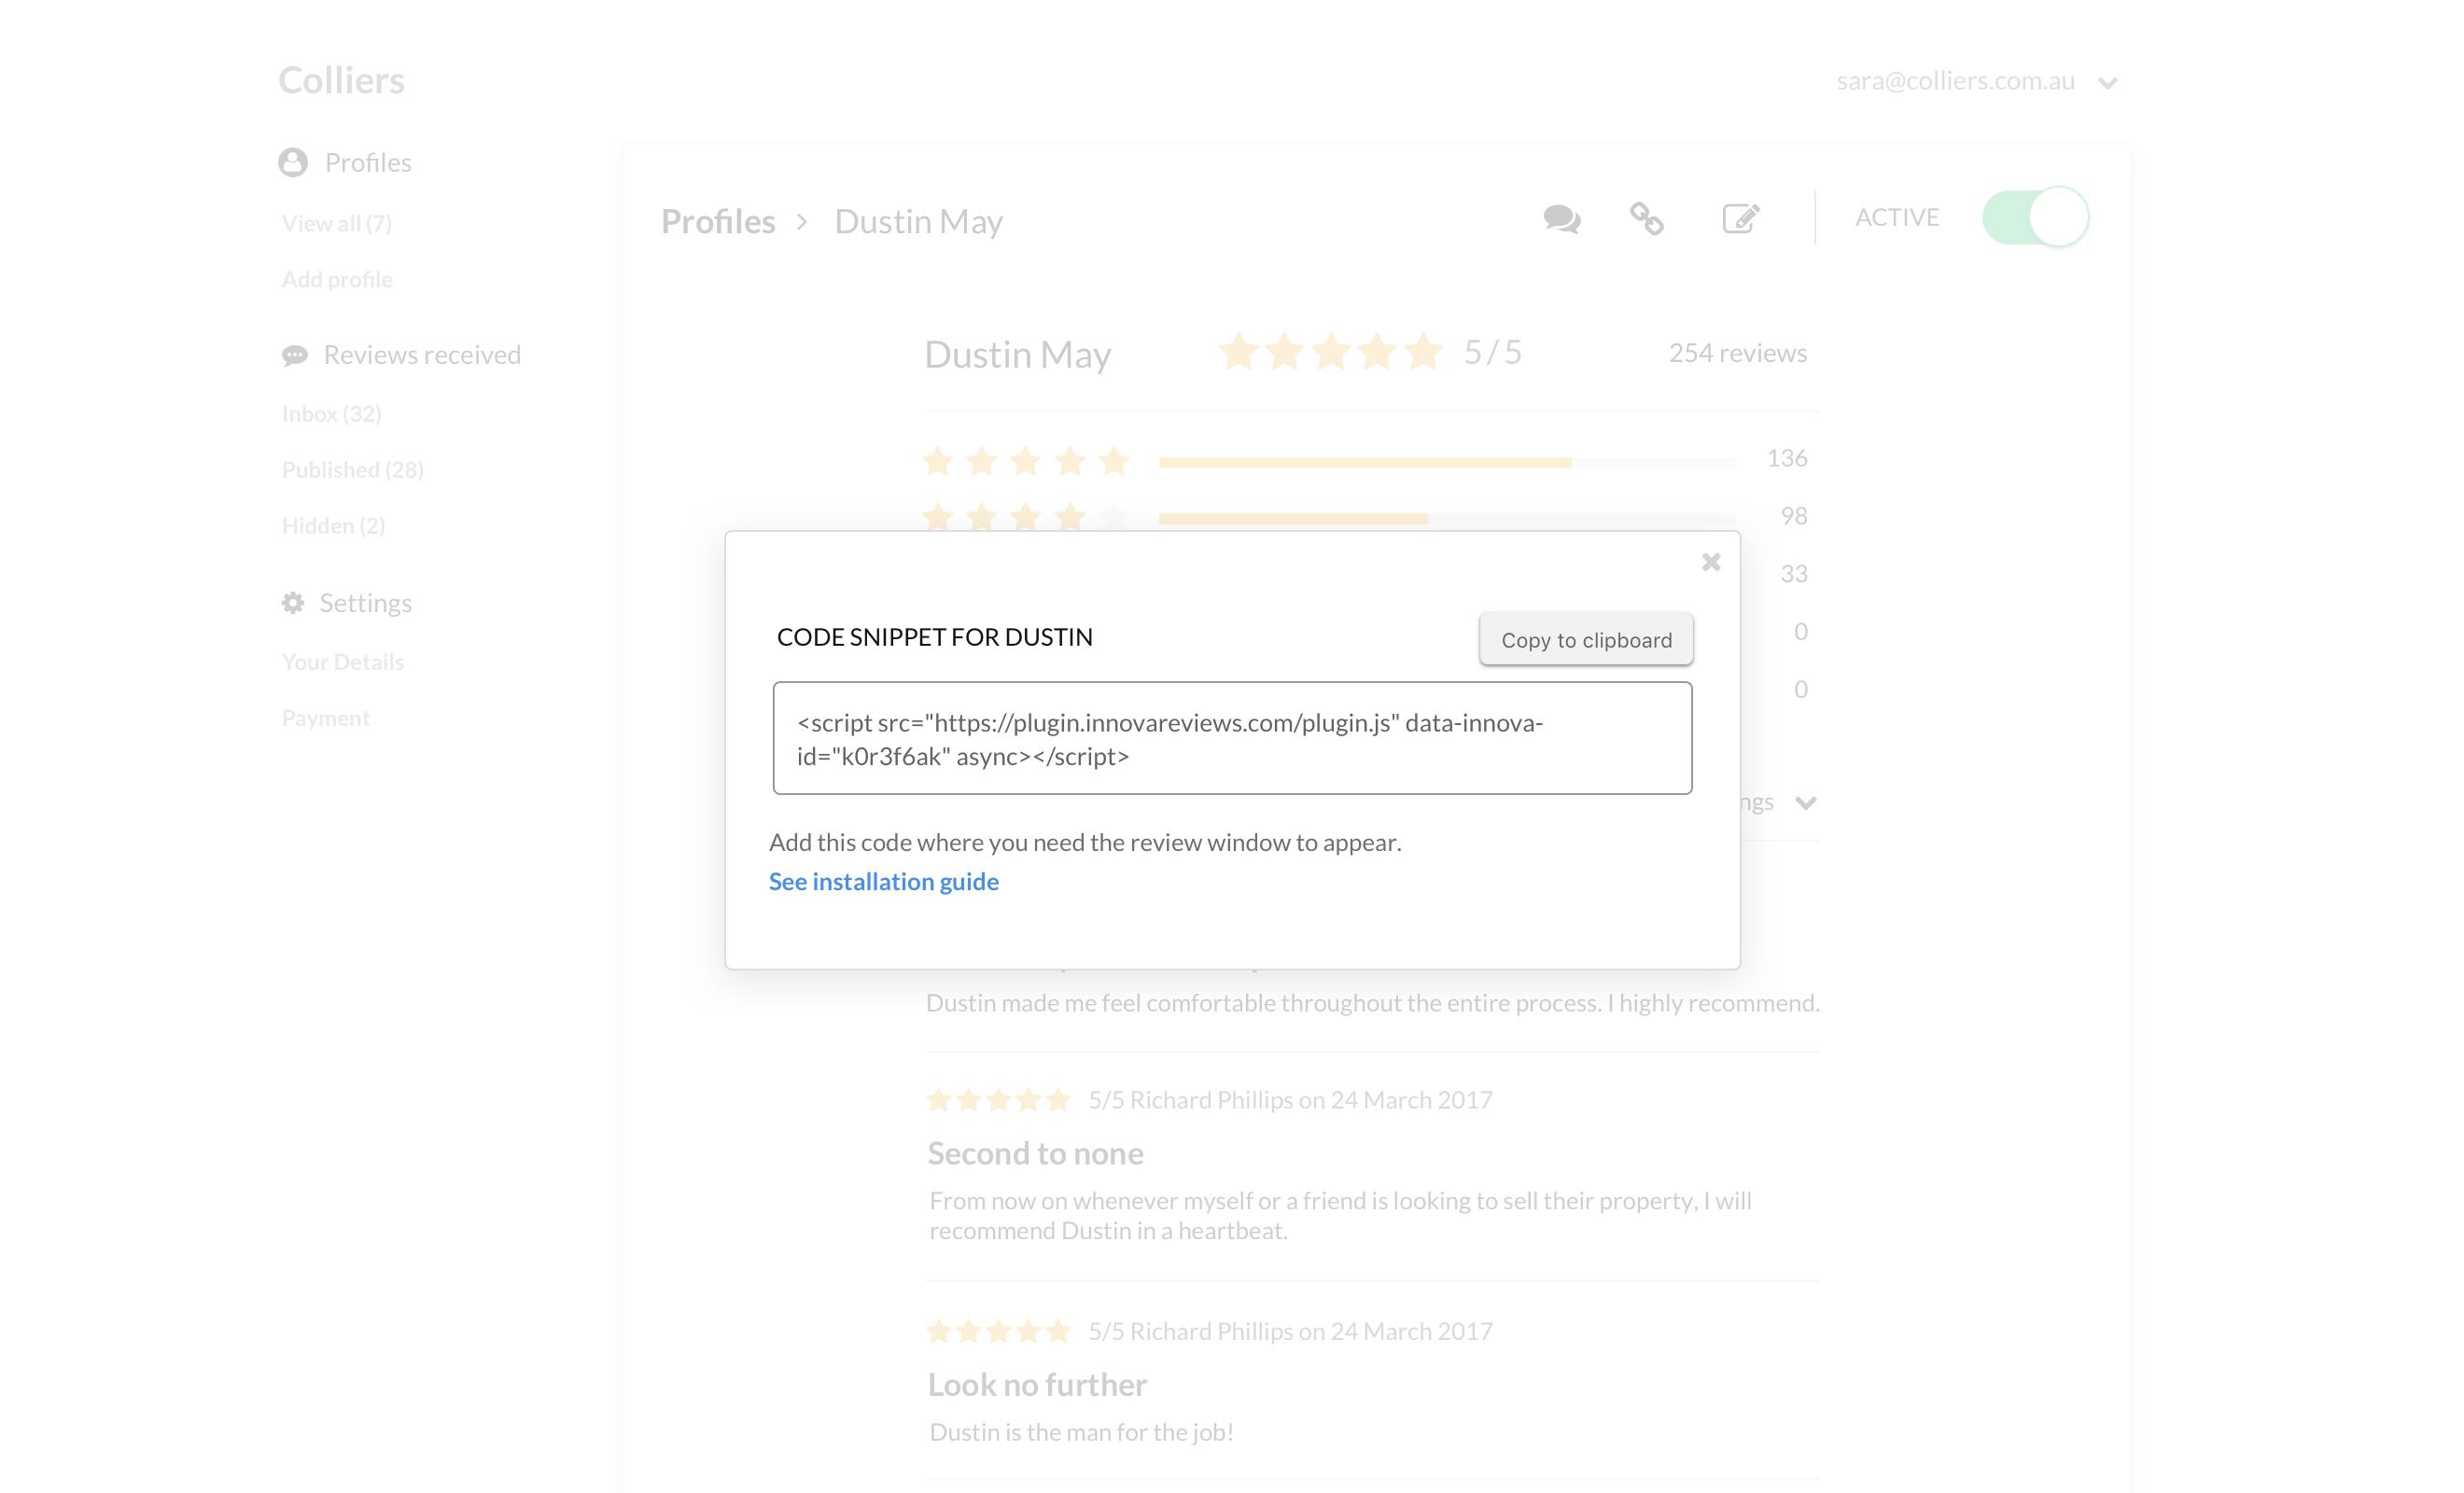 Colliers
sara@colliers.com.au
Profiles
View all (7)
Add profile
Reviews received
Inbox (32)
Published (28)
Hidden (2)
Settings
Your Details
Payment
Profiles > Dustin May
ACTIVE
Dustin May
5/5
254 reviews
136
98
33
0
0
CODE SNIPPET FOR DUSTIN
Copy to clipboard
<script src="https://plugin.innovareviews.com/plugin.js" data-innova-
id="k0r3f6ak" async></script>
Add this code where you need the review window to appear.
See installation guide
Dustin made me feel comfortable throughout the entire process. I highly recommend.
5/5 Richard Phillips on 24 March 2017
Second to none
From now on whenever myself or a friend is looking to sell their property, I will
recommend Dustin in a heartbeat.
5/5 Richard Phillips on 24 March 2017
Look no further
Dustin is the man for the job!